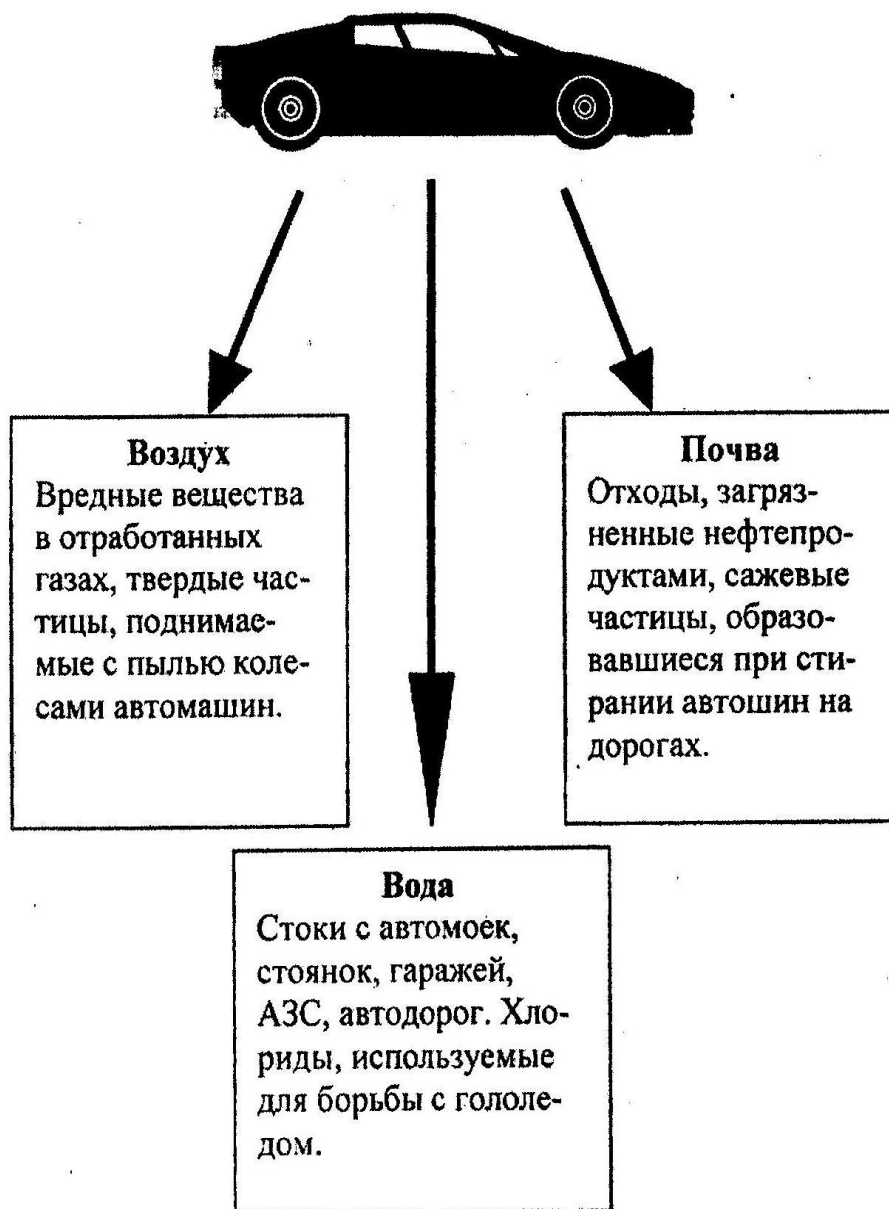 Воздух
Вредные вещества
в отработанных
газах, твердые час-
тицы, поднимае-
мые с пылью коле-
сами автомашин.
Почва
Отходы, загряз-
ненные нефтепро-
дуктами, сажевые
частицы, образо-
вавшиеся при сти-
рании автошин на
дорогах.
Вода
Стоки с автомоек,
стоянок, гаражей,
АЗС, автодорог. Хло-
риды, используемые
для борьбы с гололе-
дом.